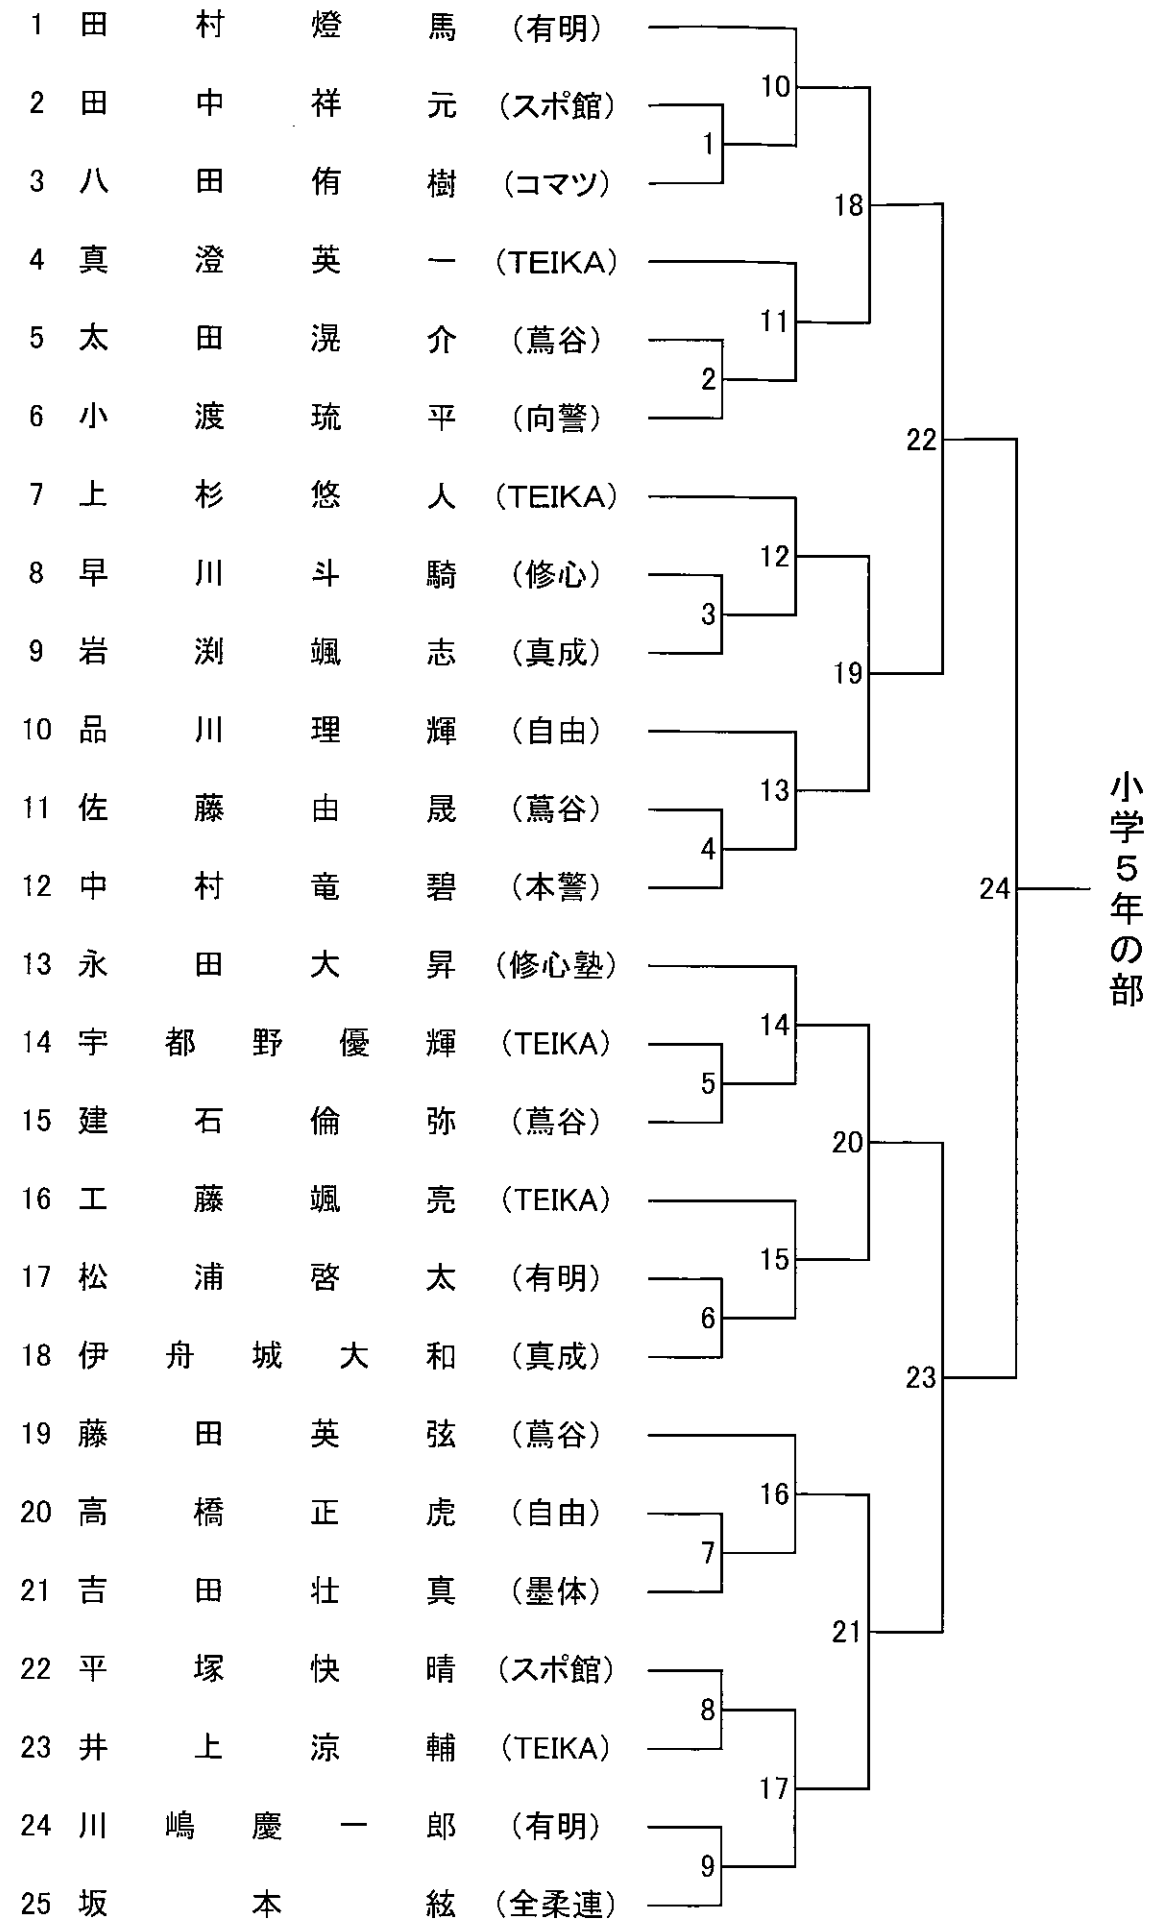 1 田村燈馬 (有明)
2 田中祥元 (スポ館)
3 八田侑樹 (コマツ)
4 真澄英一 (TEIKA)
5 太田滉介 (蔦谷)
6 小渡琉平 (向警)
7 上杉悠人 (TEIKA)
8 早川斗騎 (修心)
9 岩渕颯志 (真成)
10 品川理輝 (自由)
11 佐藤由晟 (蔦谷)
12 中村竜碧 (本警)
13 永田大昇 (修心塾)
14 宇都野優輝 (TEIKA)
15 建石倫弥 (蔦谷)
16 工藤颯亮 (TEIKA)
17 松浦啓太 (有明)
18 伊舟城大和 (真成)
19 藤田英弦 (蔦谷)
20 高橋正虎 (自由)
21 吉田壮真 (墨体)
22 平塚快晴 (スポ館)
23 井上涼輔 (TEIKA)
24 川嶋慶一郎 (有明)
25 坂本絃 (全柔連)
1
2
3
4
5
6
7
8
9
10
11
12
13
14
15
16
17
18
19
20
21
22
23
24
小学5年の部